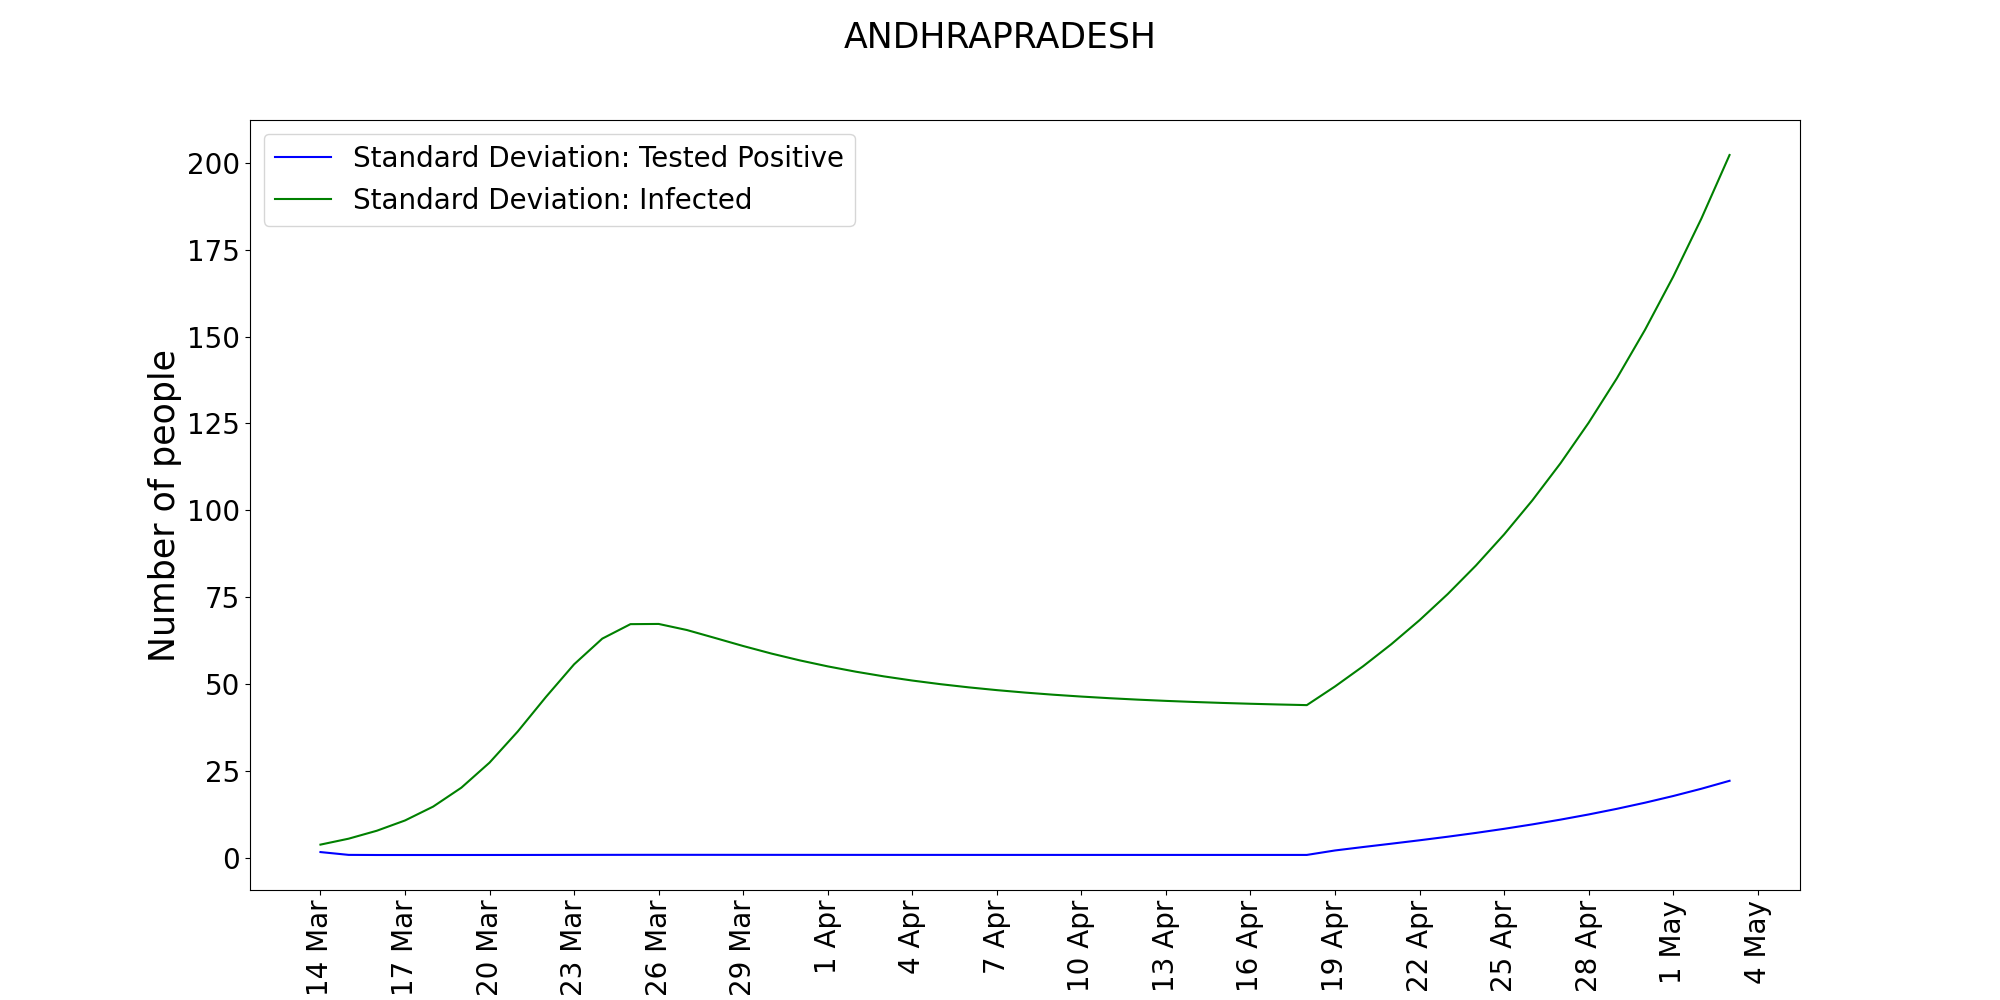 ANDHRAPRADESH
Standard Deviation: Tested Positive
Standard Deviation: Infected
Number of people
200
175
150
125
100
75
50
25
0
14 Mar
17 Mar
20 Mar
23 Mar
26 Mar
29 Mar
1 Apr
4 Apr
7 Apr
10 Apr
13 Apr
16 Apr
19 Apr
22 Apr
25 Apr
28 Apr
1 May
4 May